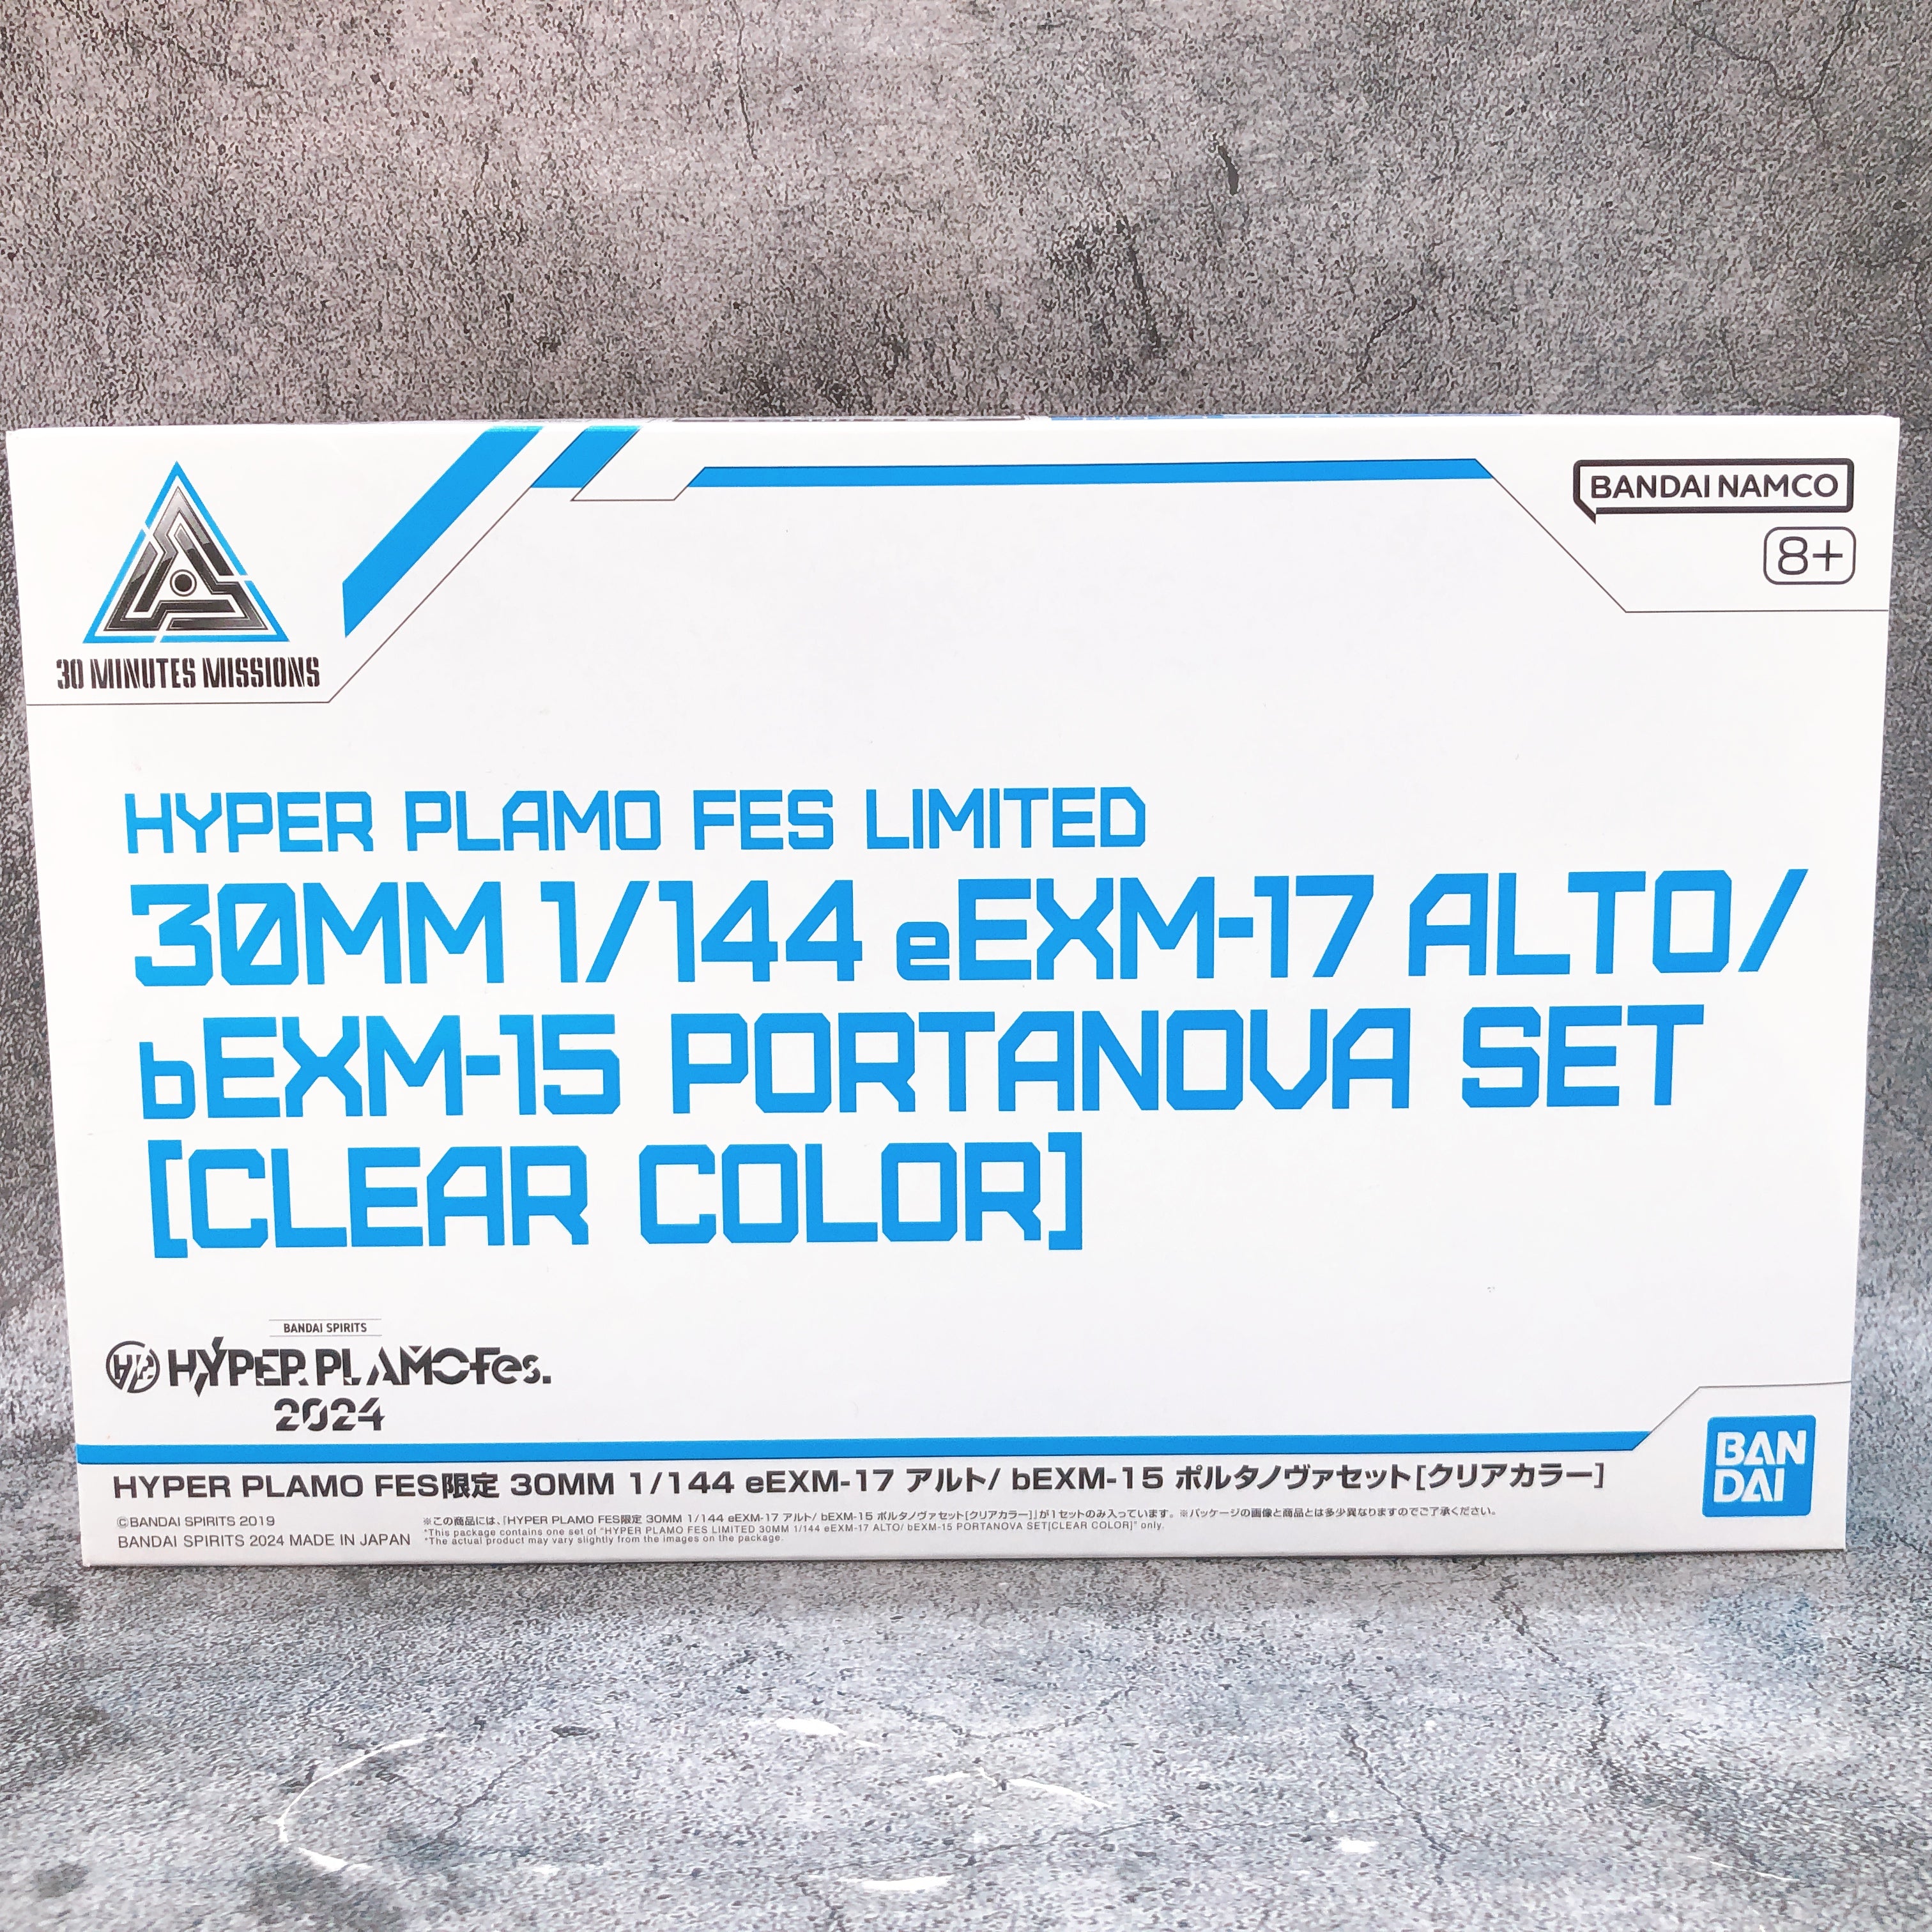 BANDAI NAMCO
8+
30 MINUTES MISSIONS
HYPER PLAMO FES LIMITED
30MM 1/144 eEXM-17 ALTO/
bEXM-15 PORTANOVA SET
[CLEAR COLOR]
BANDAI SPIRITS
HP HYPER PLAMO Fes.
2024
BAN
DAI
HYPER PLAMO FES限定 30MM 1/144 eEXM-17 アルト/ bEXM-15 ポルタノヴァセット[クリアカラー]
©BANDAI SPIRITS 2019
BANDAI SPIRITS 2024 MADE IN JAPAN
※この商品には、「HYPER PLAMO FES限定 30MM 1/144 eEXM-17 アルト/ bEXM-15 ポルタノヴァセット[クリアカラー]」が1セットのみ入っています。※パッケージの画像と商品とは多少異なりますのでご了承ください。
*This package contains one set of "HYPER PLAMO FES LIMITED 30MM 1/144 eEXM-17 ALTO/ bEXM-15 PORTANOVA SET[CLEAR COLOR]" only.
*The actual product may vary slightly from the images on the package.